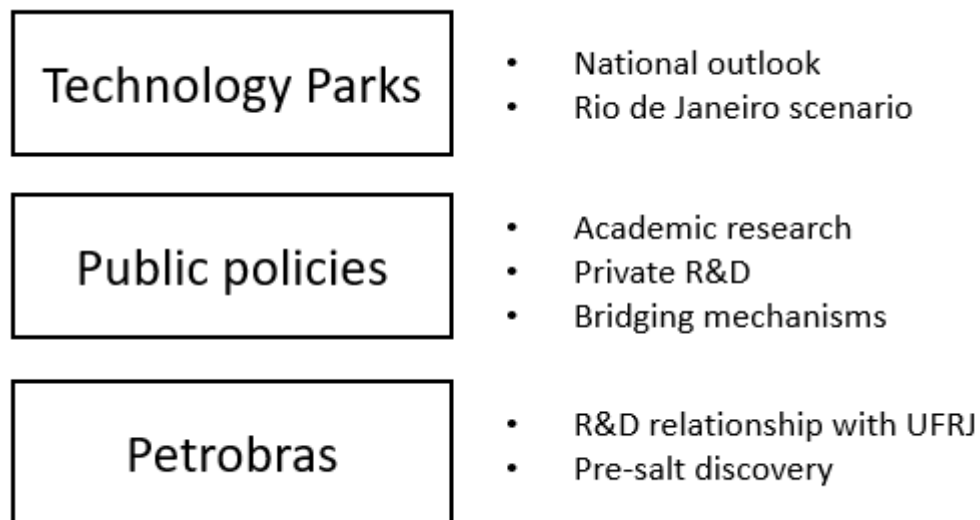 Technology Parks
• National outlook
• Rio de Janeiro scenario
Public policies
• Academic research
• Private R&D
• Bridging mechanisms
Petrobras
• R&D relationship with UFRJ
• Pre-salt discovery